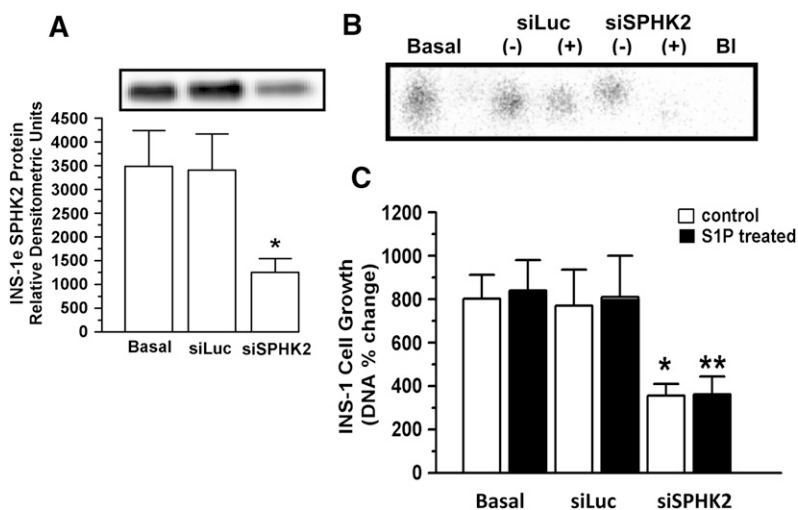 A
INS-1e SPHK2 Protein
Relative Densitometric Units
4500
4000
3500
3000
2500
2000
1500
1000
500
0
*
Basal siLuc siSPHK2
B
siLuc siSPHK2
Basal (-) (+) (-) (+) Bl
C
INS-1 Cell Growth
(DNA % change)
1200
1000
800
600
400
200
0
control
S1P treated
* **
Basal siLuc siSPHK2